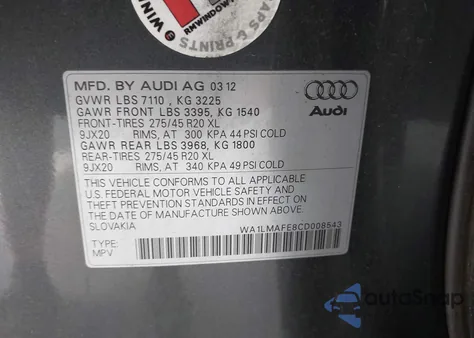 & WIN
RMWINDOW
APS & PRINTS
MFD. BY AUDI AG 03 12
GVWR LBS 7110 , KG 3225
GAWR FRONT LBS 3395, KG 1540
FRONT-TIRES 275/45 R20 XL
9JX20 RIMS, AT 300 KPA 44 PSI COLD
GAWR REAR LBS 3968, KG 1800
REAR-TIRES 275/45 R20 XL
9JX20 RIMS, AT 340 KPA 49 PSI COLD
Audi
THIS VEHICLE CONFORMS TO ALL APPLICABLE
U.S. FEDERAL MOTOR VEHICLE SAFETY AND
THEFT PREVENTION STANDARDS IN EFFECT ON
THE DATE OF MANUFACTURE SHOWN ABOVE.
SLOVAKIA
WA1LMAFE8CD008543
TYPE:
MPV
autoSnap